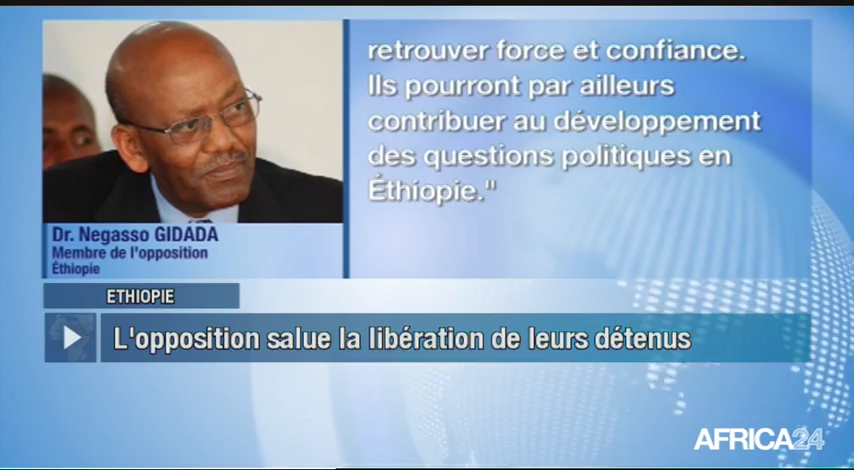 retrouver force et confiance.
Ils pourront par ailleurs
contribuer au développement
des questions politiques en
Éthiopie."
Dr. Negasso GIDADA
Membre de l'opposition
Éthiopie
ETHIOPIE
L'opposition salue la libération de leurs détenus
AFRICA24